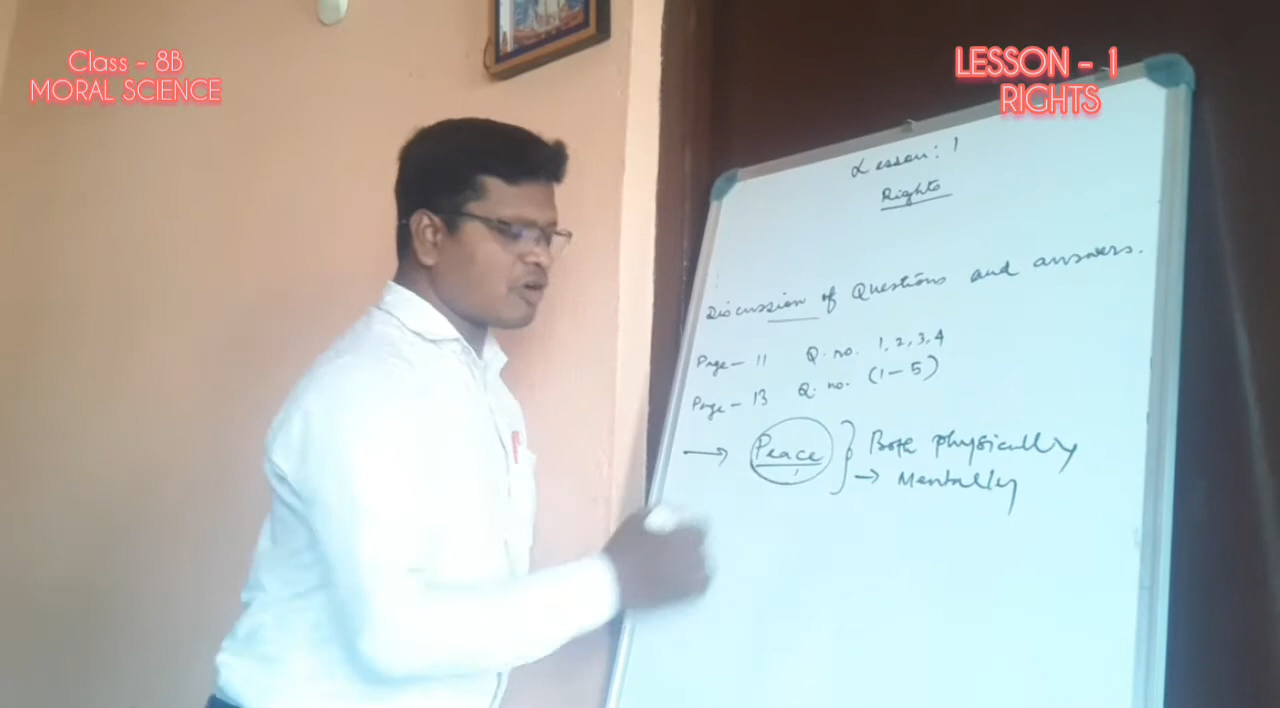 Class - 8B
MORAL SCIENCE
LESSON - 1
RIGHTS
Lesson: 1
Rights
Discussion of Questions and answers.
Page - 11 Q. no. 1, 2, 3, 4
Page - 13 Q. no. (1 - 5)
→ Peace } Both physically
→ Mentally